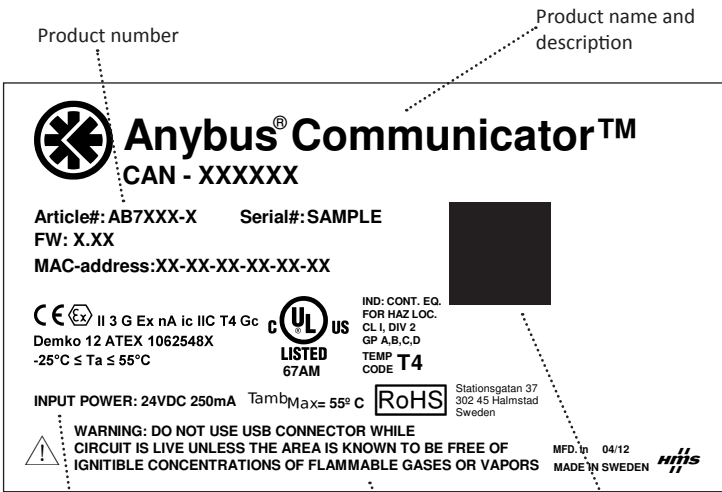 Product number
Product name and
description
Anybus® Communicator™
CAN - XXXXXX
Article#: AB7XXX-X Serial#: SAMPLE
FW: X.XX
MAC-address:XX-XX-XX-XX-XX-XX
CE Ex II 3 G Ex nA ic IIC T4 Gc
Demko 12 ATEX 1062548X
-25°C ≤ Ta ≤ 55°C
C UL ® US
LISTED
67AM
IND: CONT. EQ.
FOR HAZ LOC.
CL I, DIV 2
GP A,B,C,D
TEMP
CODE T4
INPUT POWER: 24VDC 250mA TambMax= 55º C RoHS
Stationsgatan 37
302 45 Halmstad
Sweden
! WARNING: DO NOT USE USB CONNECTOR WHILE
CIRCUIT IS LIVE UNLESS THE AREA IS KNOWN TO BE FREE OF
IGNITIBLE CONCENTRATIONS OF FLAMMABLE GASES OR VAPORS
MFD. In 04/12
MADE IN SWEDEN HMS